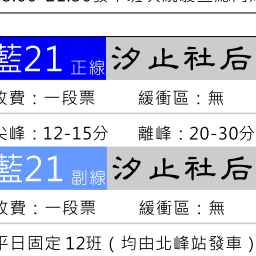 藍21 正線 汐止社后
收費：一段票 緩衝區：無
尖峰：12-15分 離峰：20-30分
藍21 副線 汐止社后
收費：一段票 緩衝區：無
平日固定12班（均由北峰站發車）